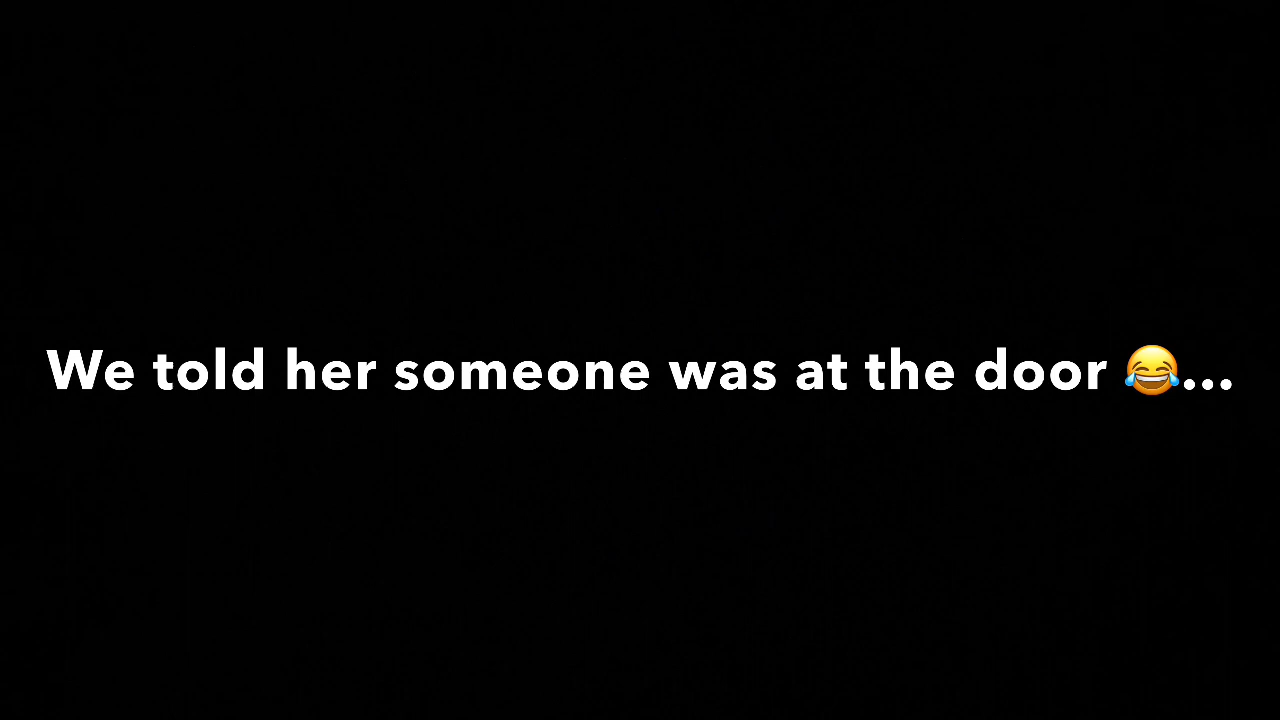 We told her someone was at the door 😂...